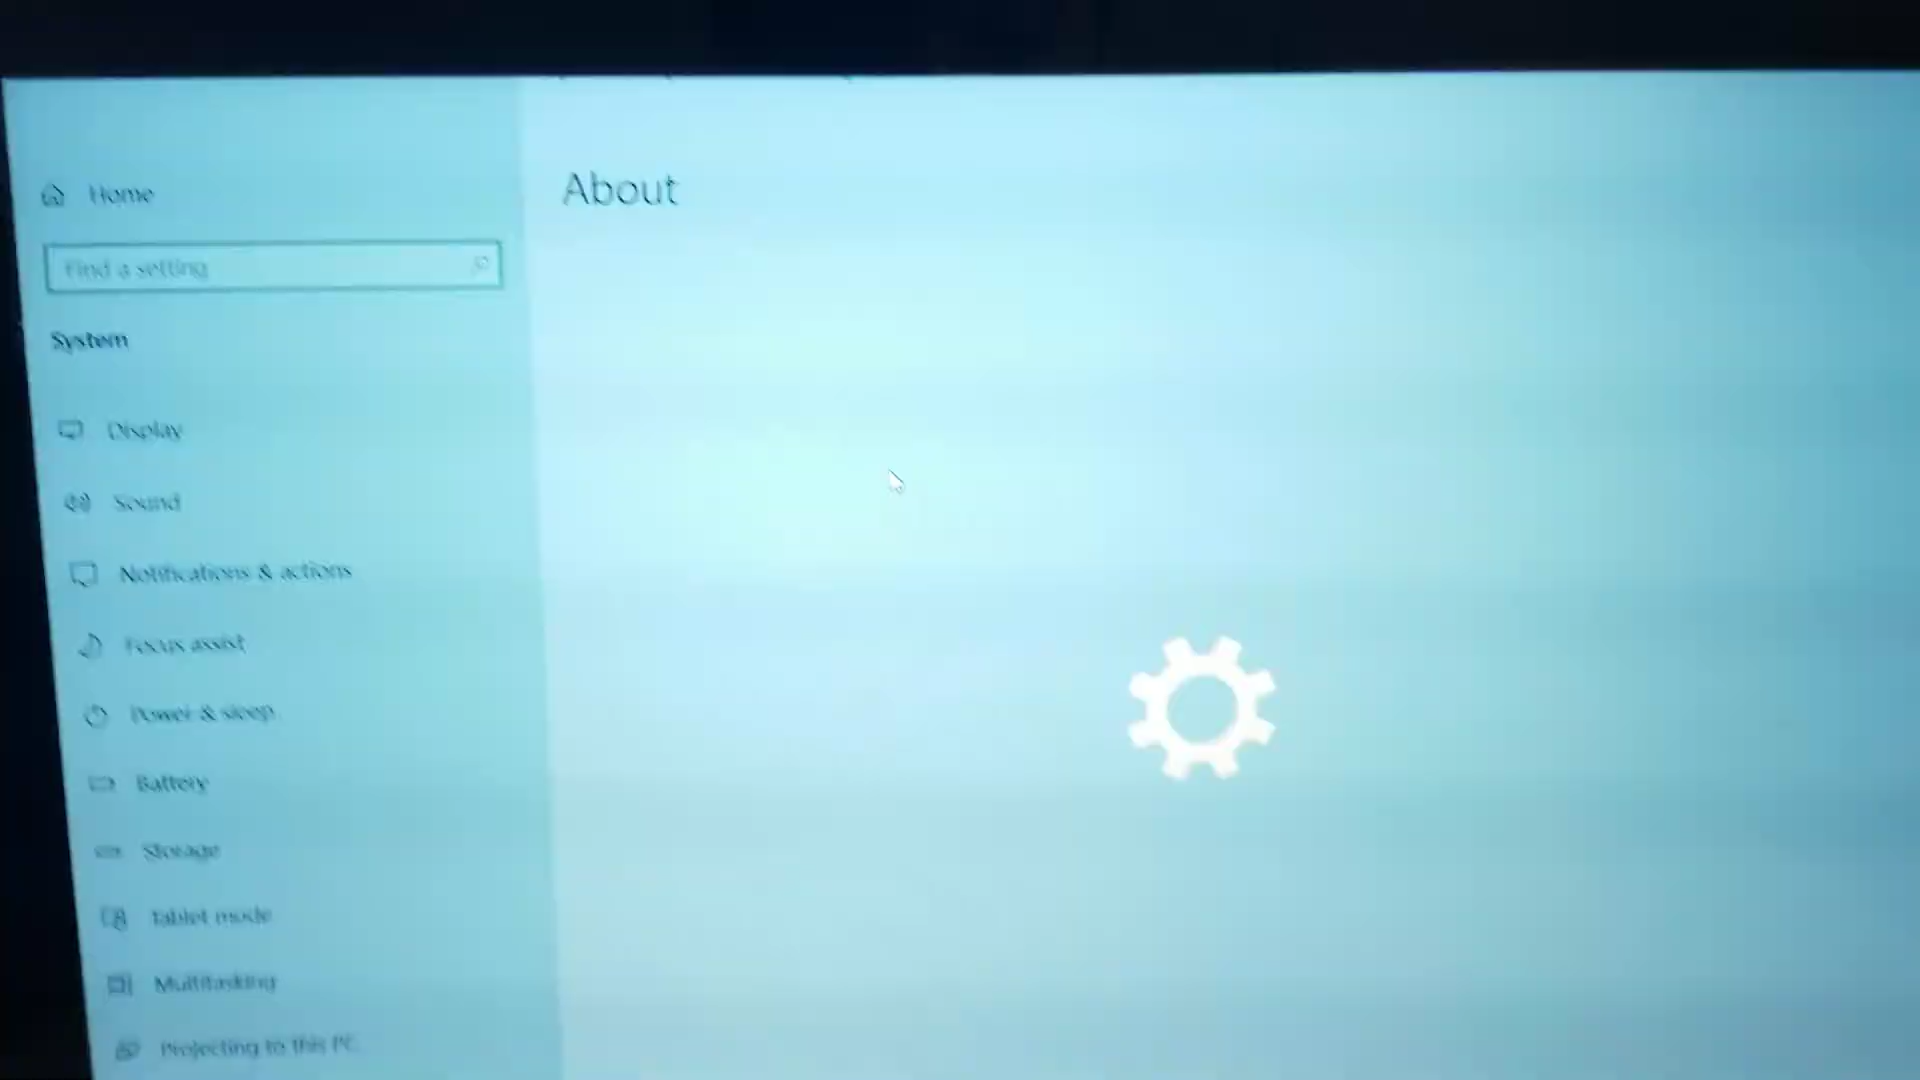 Home
About
Find a setting
System
Display
Sound
Notifications & actions
Focus assist
Power & sleep
Battery
Storage
Tablet mode
Multitasking
Projecting to this PC